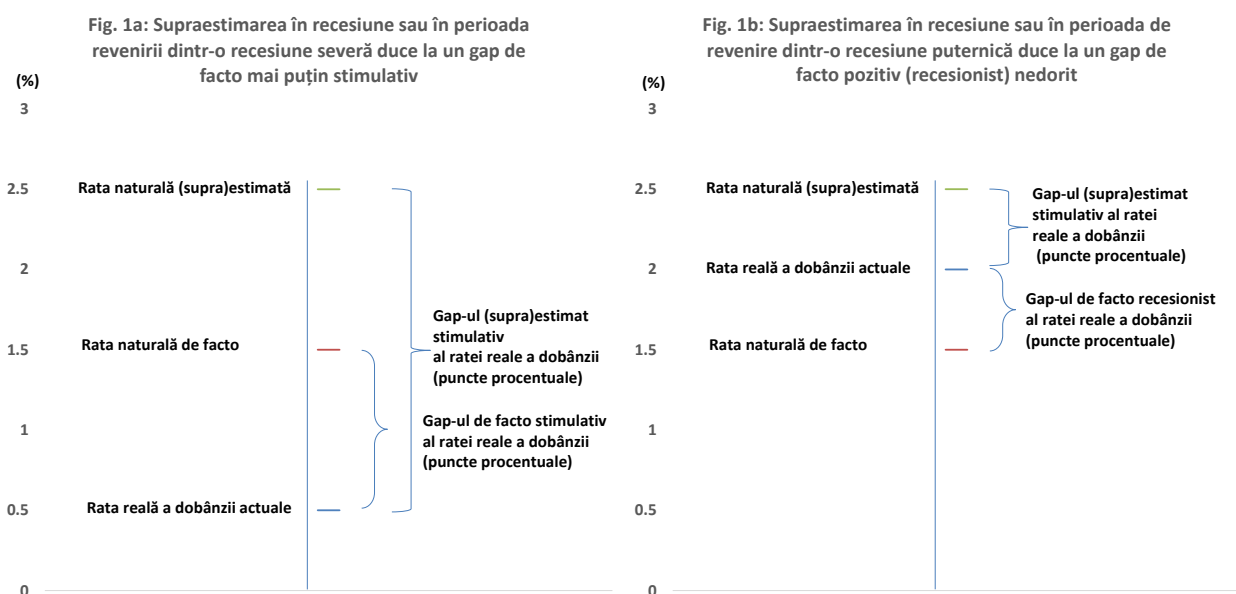 Fig. 1a: Supraestimarea în recesiune sau în perioada
revenirii dintr-o recesiune severă duce la un gap de
facto mai puțin stimulativ
(%)
3
2.5
2
1.5
1
0.5
0
Rata naturală (supra)estimată
Rata naturală de facto
Rata reală a dobânzii actuale
Gap-ul (supra)estimat
stimulativ
al ratei reale a dobânzii
(puncte procentuale)
Gap-ul de facto stimulativ
al ratei reale a dobânzii
(puncte procentuale)
Fig. 1b: Supraestimarea în recesiune sau în perioada de
revenire dintr-o recesiune puternică duce la un gap de
facto pozitiv (recesionist) nedorit
(%)
3
2.5
2
1.5
1
0.5
0
Rata naturală (supra)estimată
Rata reală a dobânzii actuale
Rata naturală de facto
Gap-ul (supra)estimat
stimulativ al ratei
reale a dobânzii
(puncte procentuale)
Gap-ul de facto recesionist
al ratei reale a dobânzii
(puncte procentuale)